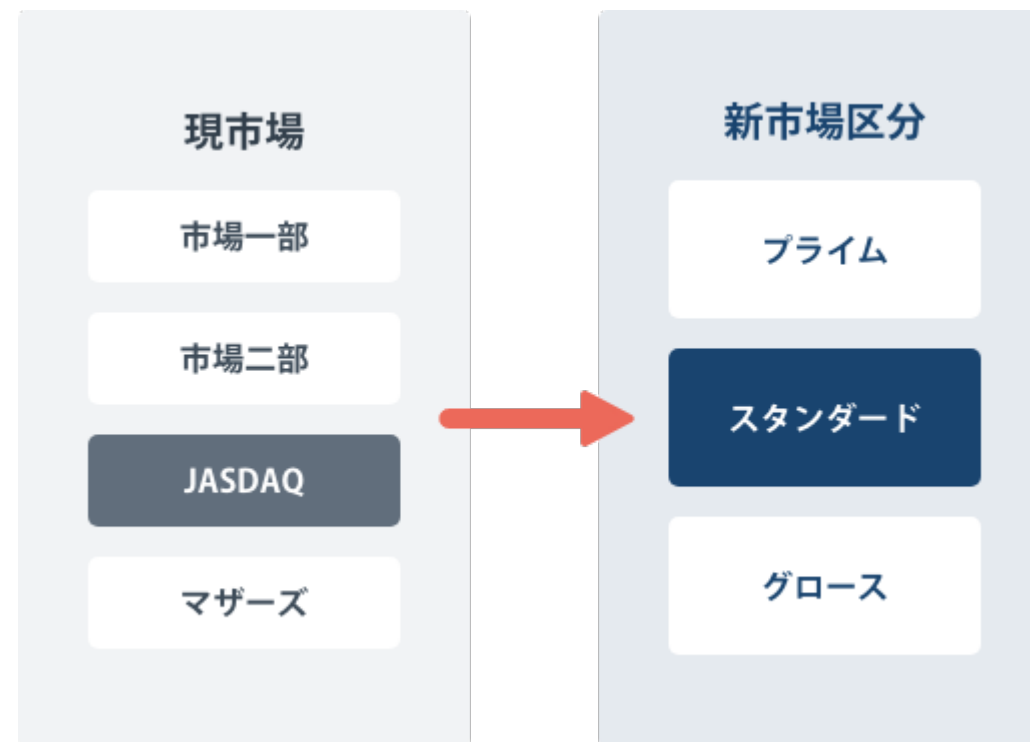 現市場
市場一部
市場二部
JASDAQ
マザーズ
新市場区分
プライム
スタンダード
グロース